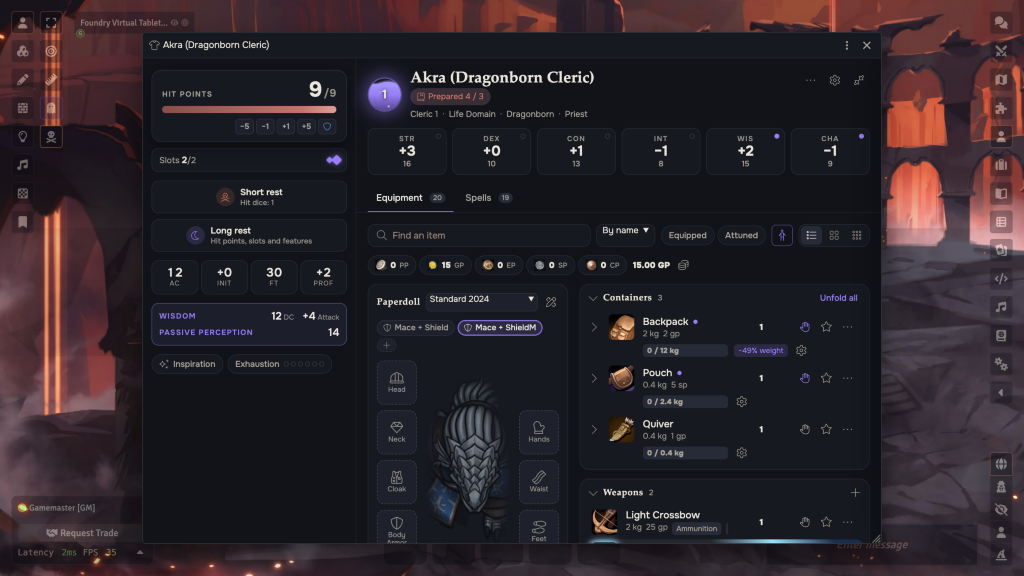 Foundry Virtual Tablet...
G
Akra (Dragonborn Cleric)
HIT POINTS
9/9
−5
−1
+1
+5
Slots 2/2
Short rest
Hit dice: 1
Long rest
Hit points, slots and features
12
AC
+0
INIT
30
FT
+2
PROF
WISDOM
12 DC +4 Attack
PASSIVE PERCEPTION
14
Inspiration
Exhaustion
1
Akra (Dragonborn Cleric)
Prepared 4 / 3
Cleric 1 · Life Domain · Dragonborn · Priest
STR
+3
16
DEX
+0
10
CON
+1
13
INT
−1
8
WIS
+2
15
CHA
−1
9
Equipment 20
Spells 19
Find an item
By name
Equipped
Attuned
0 PP
15 GP
0 EP
0 SP
0 CP
15.00 GP
Paperdoll
Standard 2024
Mace + Shield
Mace + ShieldM
+
Head
Neck
Cloak
Body
Armor
Hands
Waist
Feet
Containers 3
Unfold all
Backpack
2 kg 2 gp
1
0 / 12 kg
-49% weight
Pouch
0.4 kg 5 sp
1
0 / 2.4 kg
Quiver
0.4 kg 1 gp
1
0 / 0.4 kg
Weapons 2
Light Crossbow
2 kg 25 gp
Ammunition
1
Gamemaster [GM]
Request Trade
Latency 2ms FPS 35
Enter message